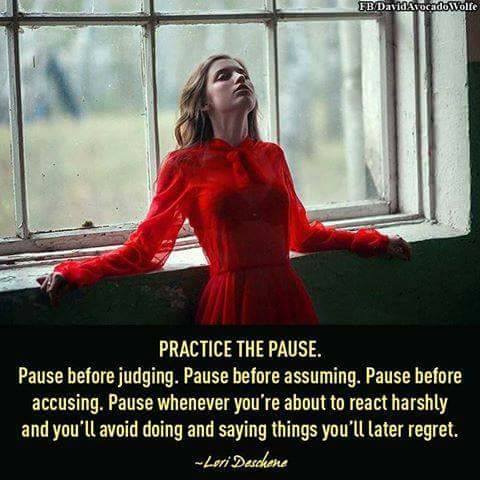 FB/DavidAvocadoWolfe
PRACTICE THE PAUSE.
Pause before judging. Pause before assuming. Pause before
accusing. Pause whenever you're about to react harshly
and you'll avoid doing and saying things you'll later regret.
~Lori Deschene